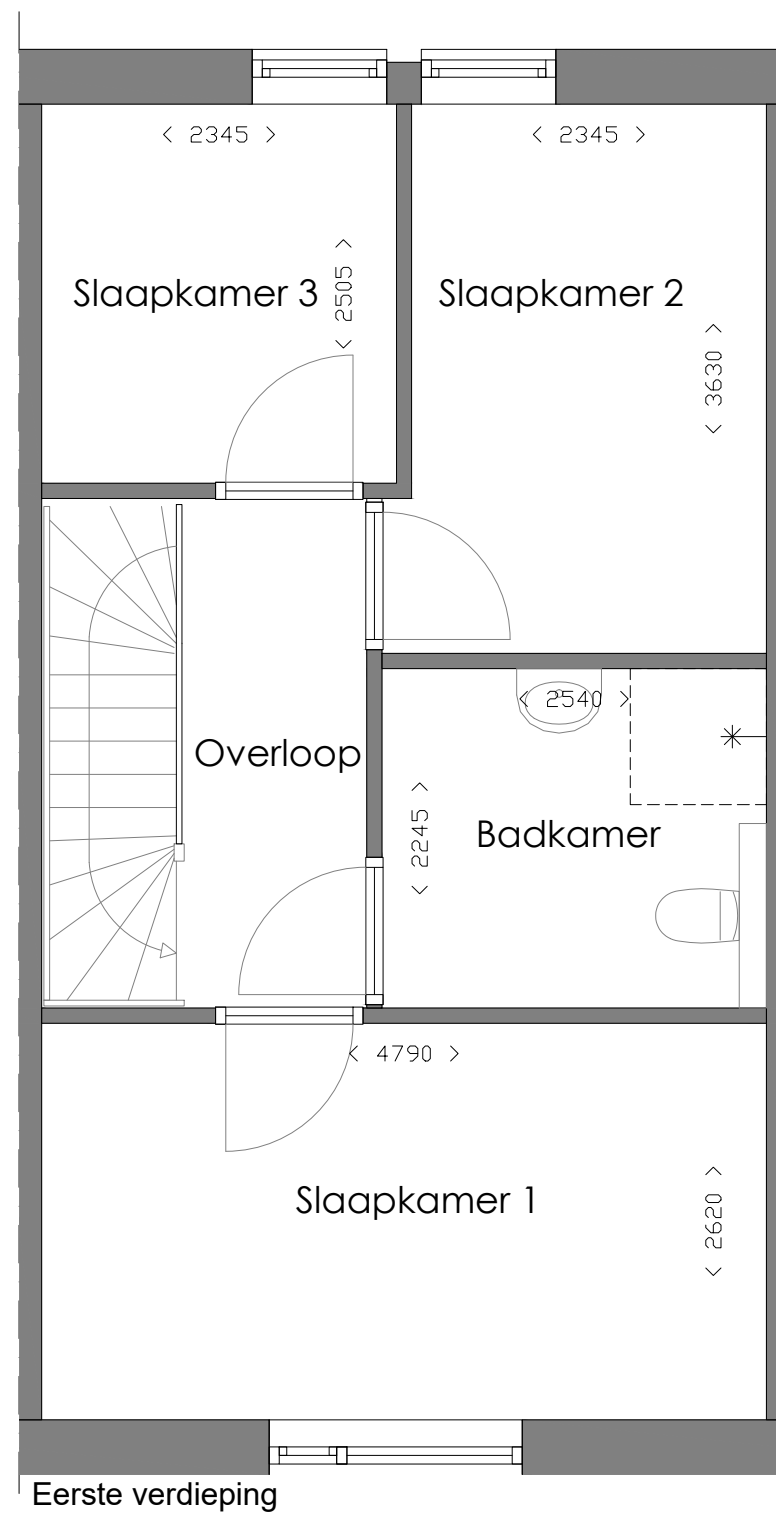 < 2345 >
< 2345 >
Slaapkamer 3
< 2505 >
Slaapkamer 2
< 3630 >
< 2540 >
Overloop
< 2245 >
Badkamer
< 4790 >
Slaapkamer 1
< 2620 >
Eerste verdieping